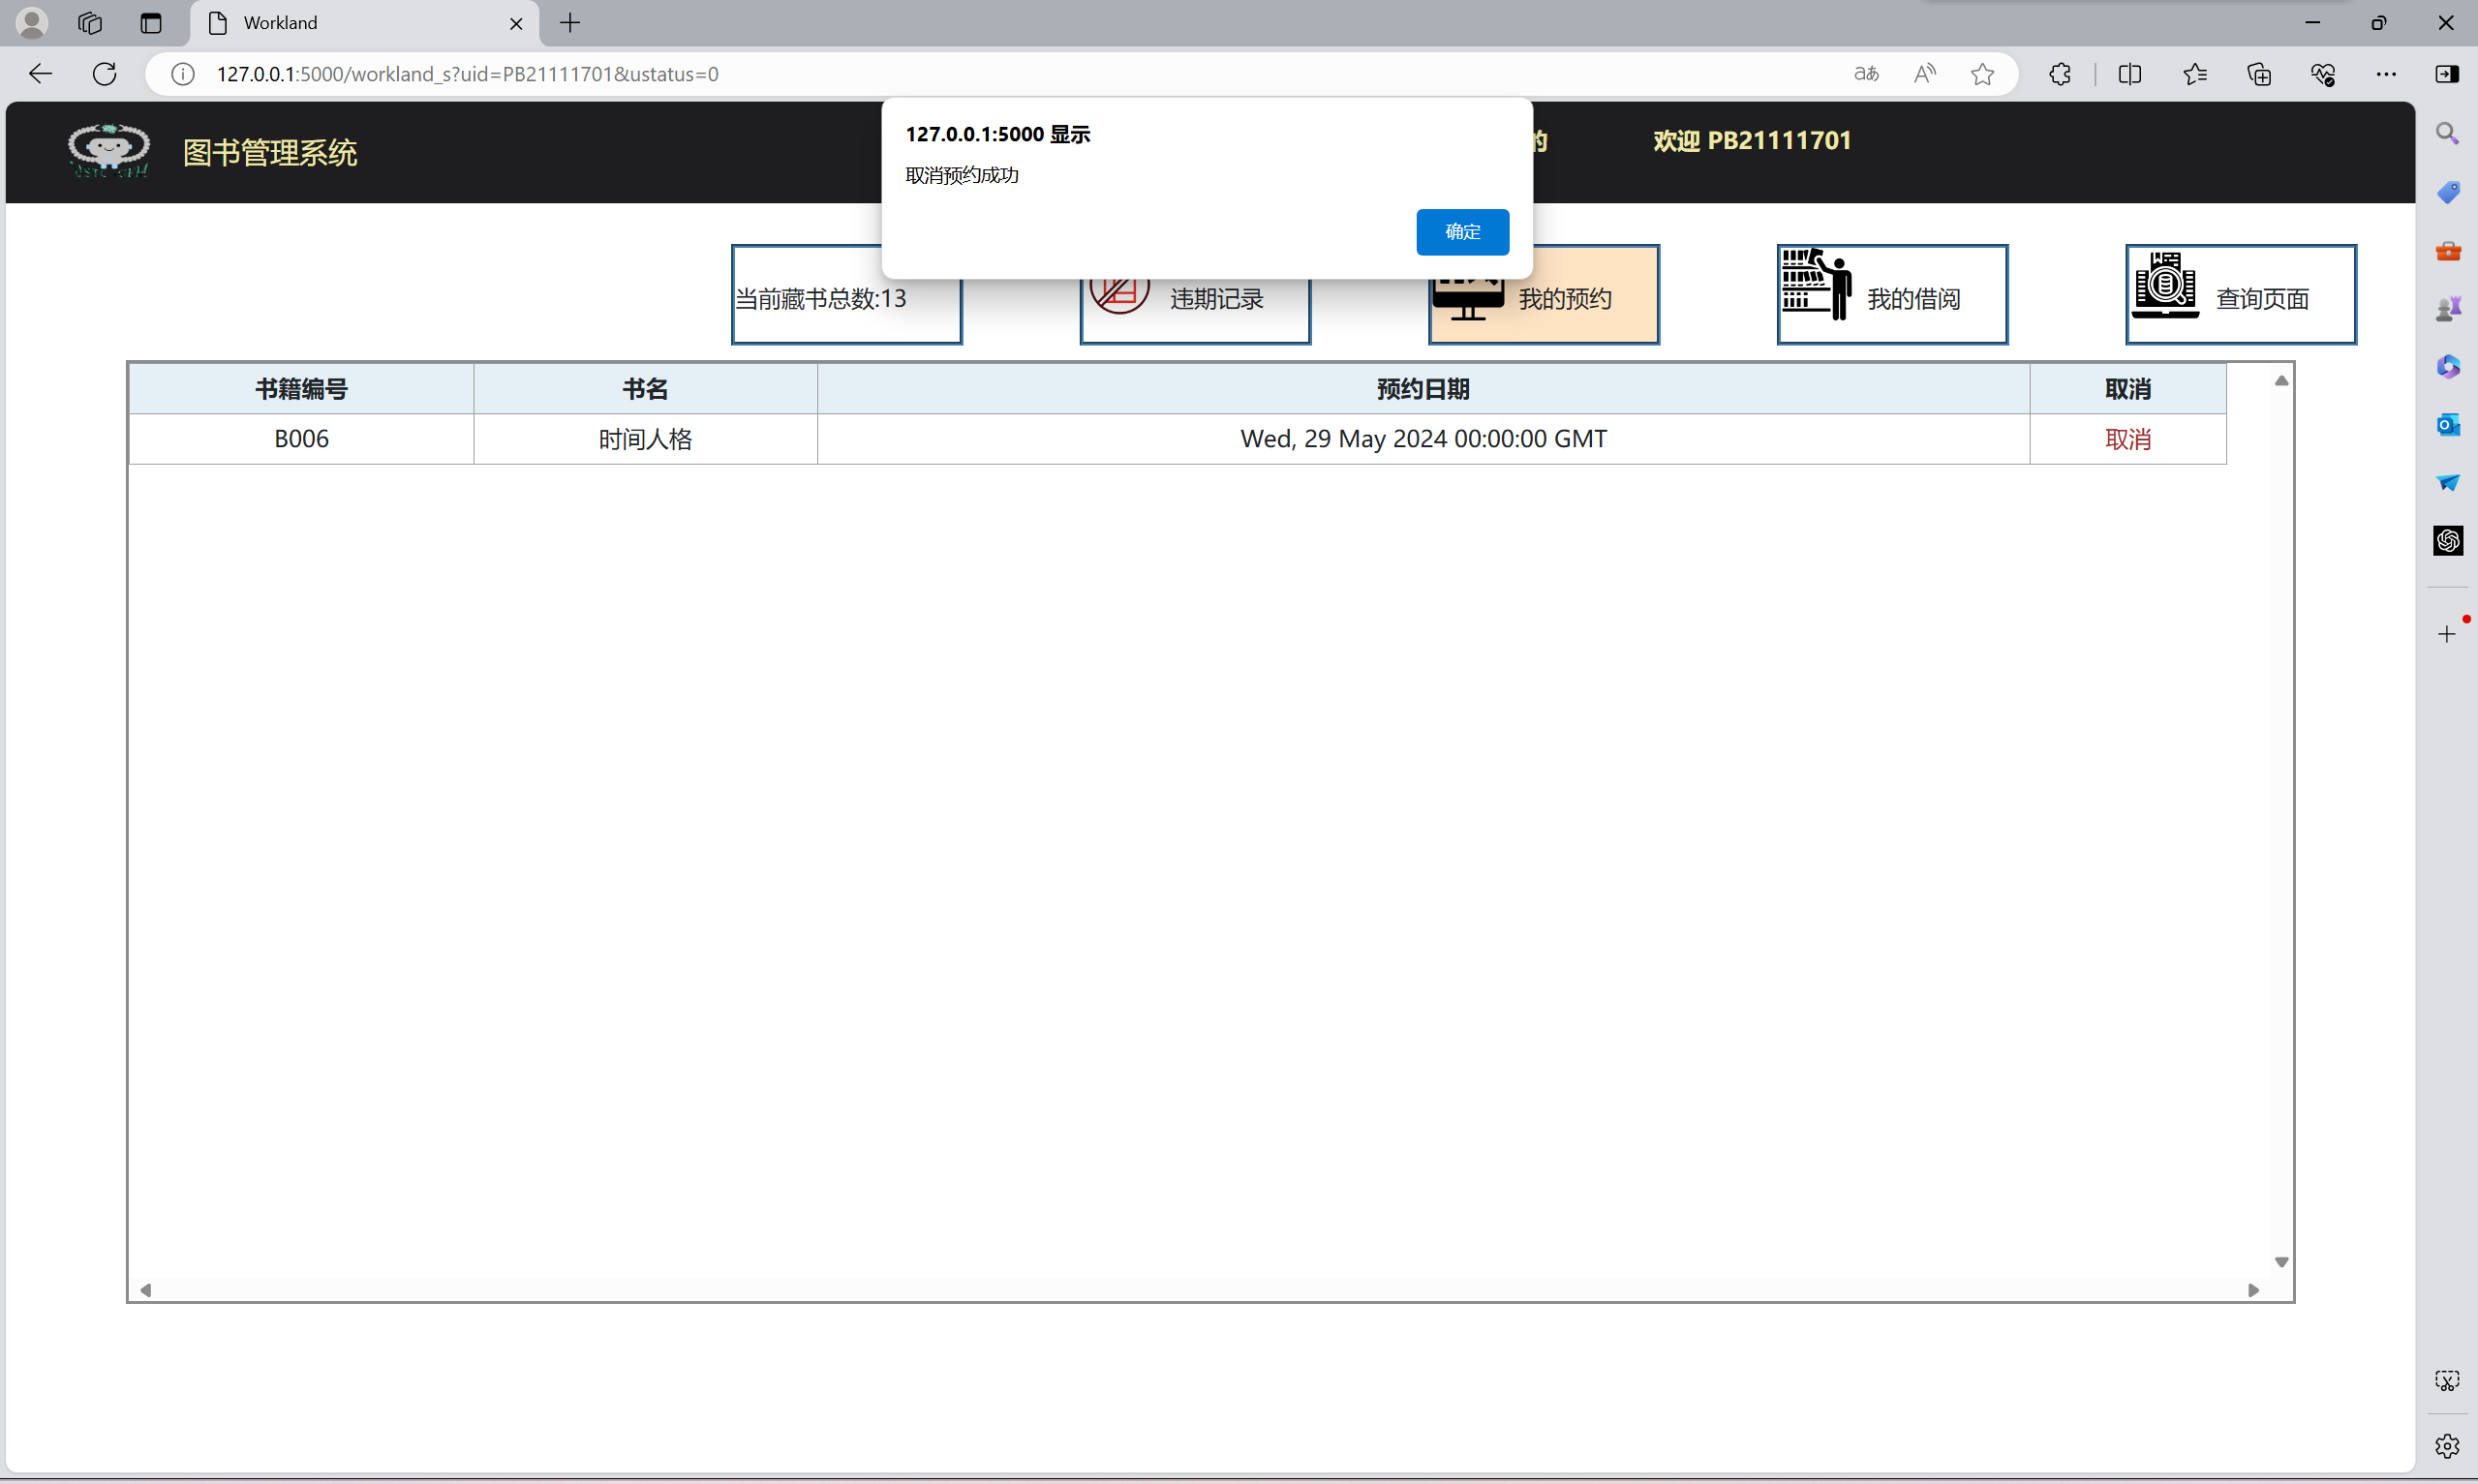 Workland
127.0.0.1:5000/workland_s?uid=PB21111701&ustatus=0
图书管理系统
127.0.0.1:5000 显示
取消预约成功
确定
的
欢迎 PB21111701
当前藏书总数:13
违期记录
我的预约
我的借阅
查询页面
书籍编号 书名 预约日期 取消
B006 时间人格 Wed, 29 May 2024 00:00:00 GMT 取消